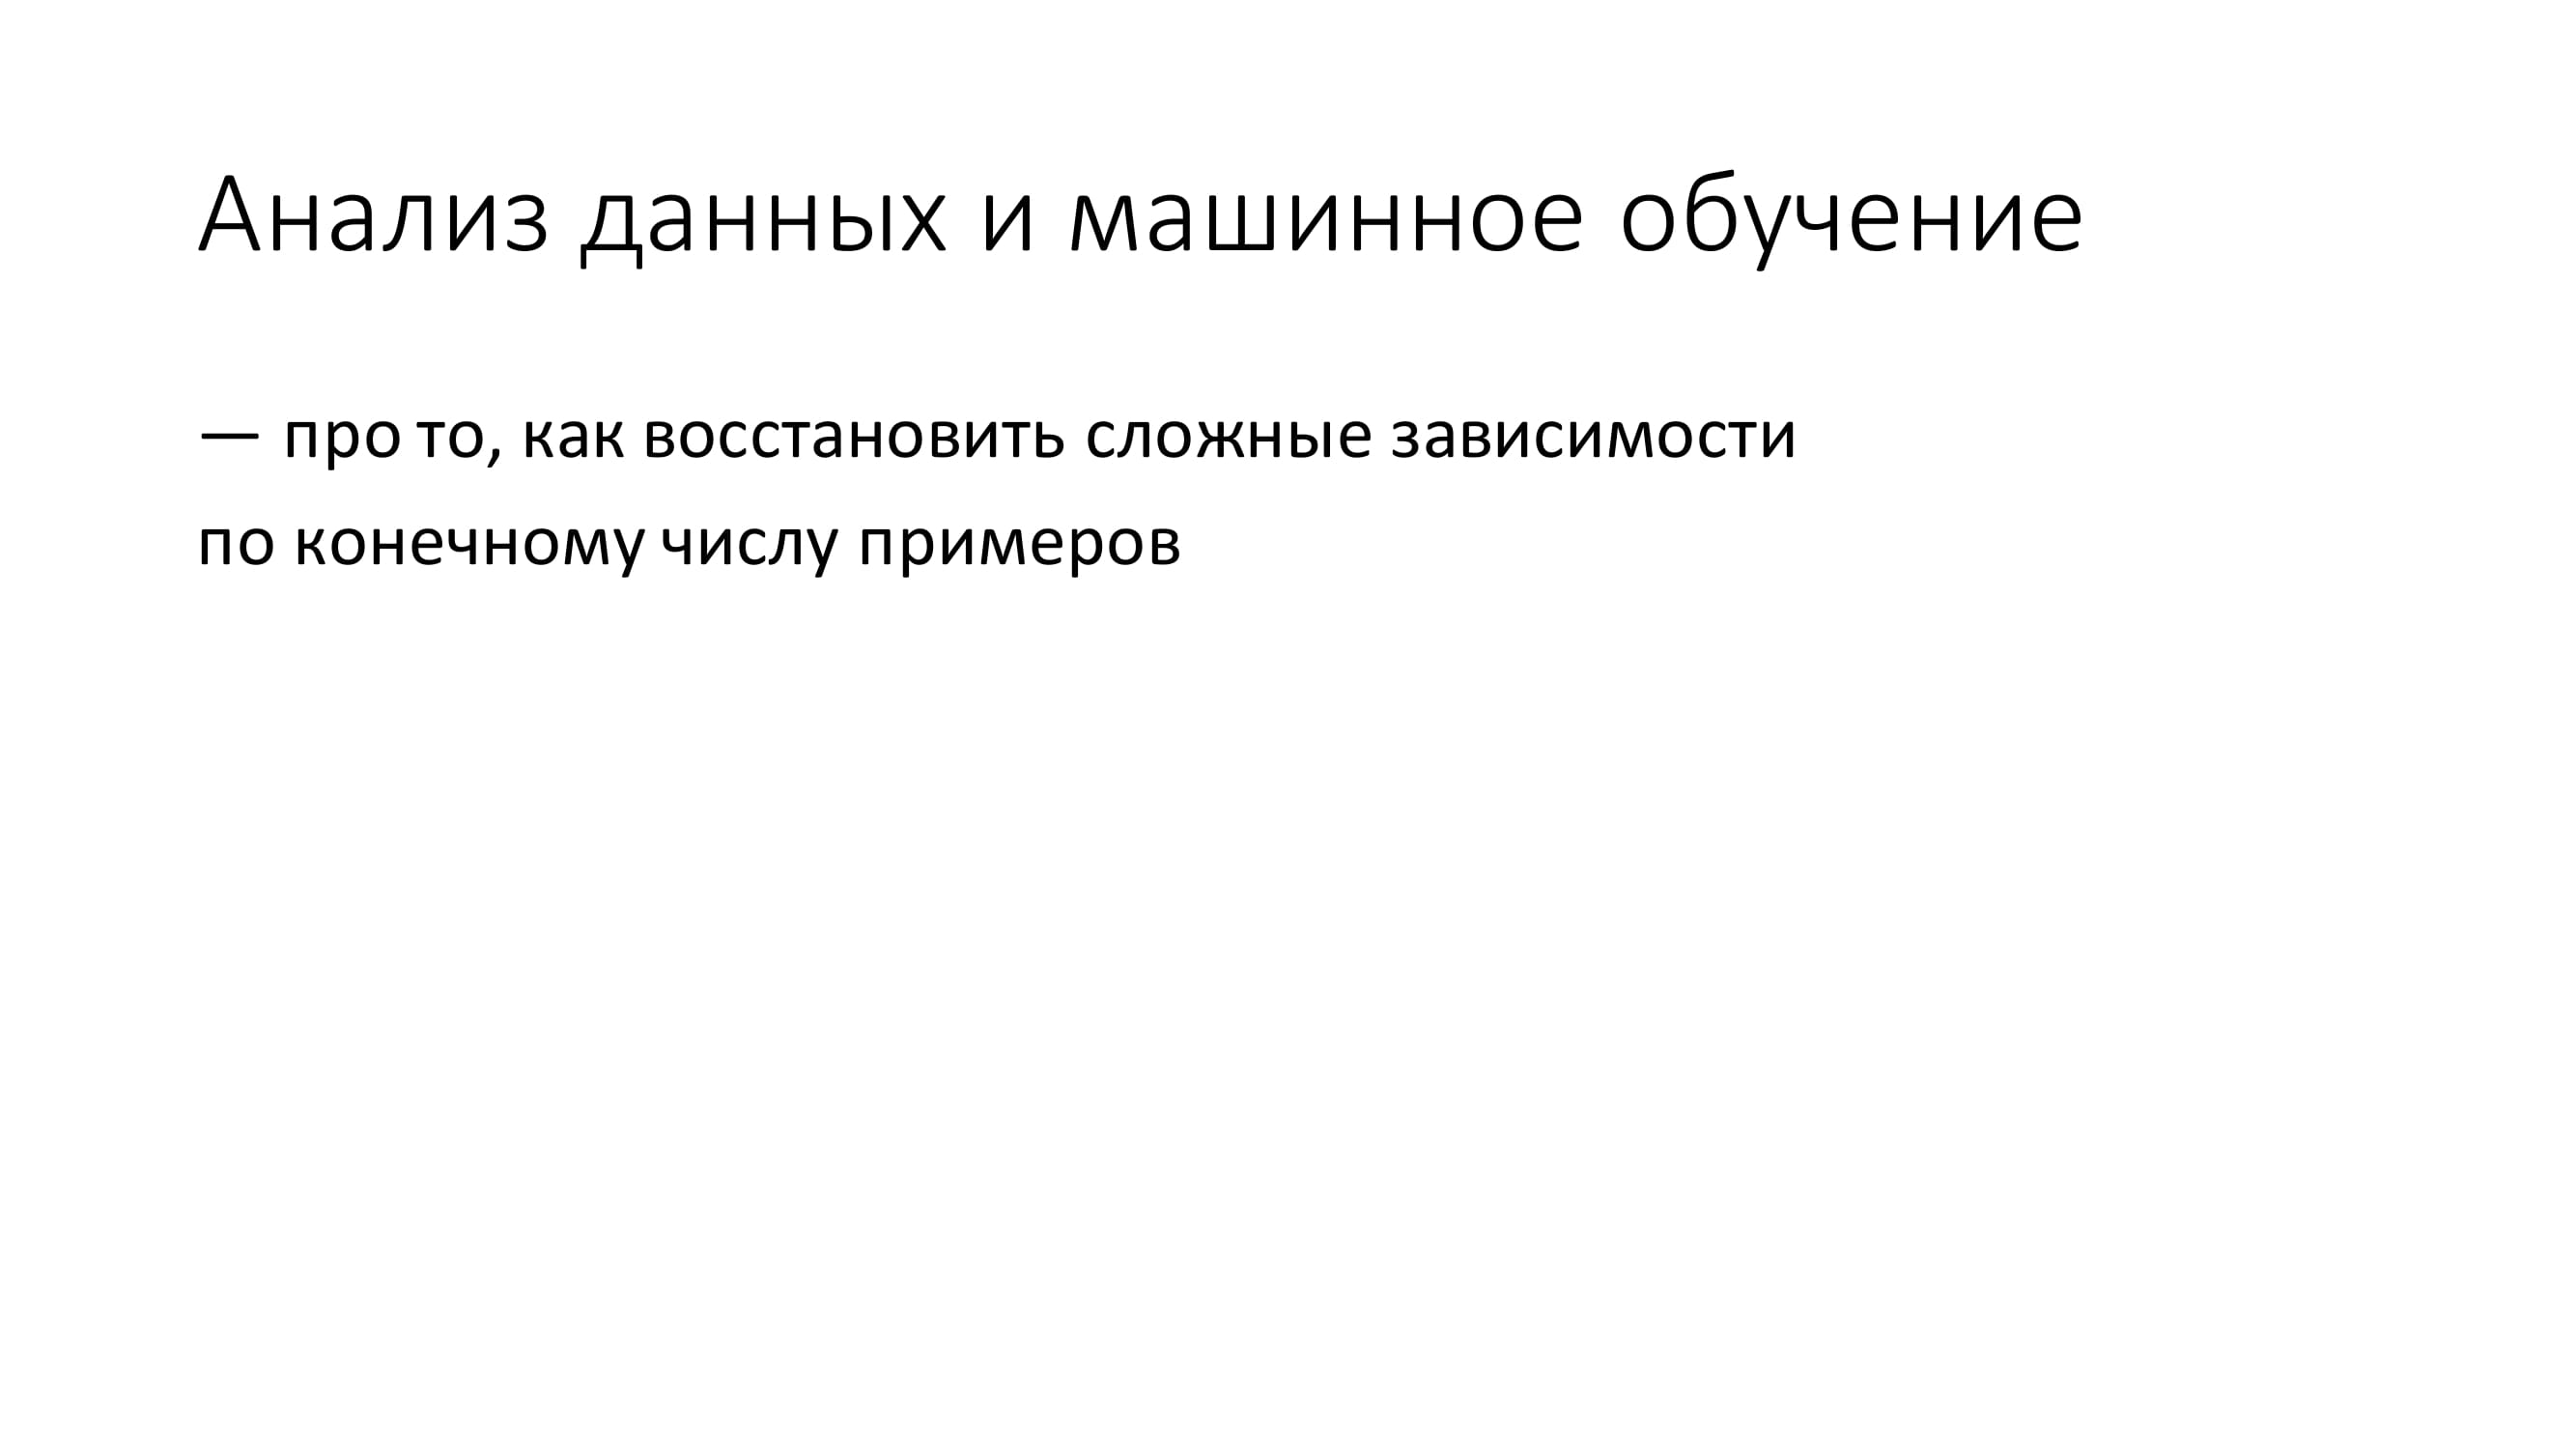 Анализ данных и машинное обучение
— про то, как восстановить сложные зависимости
по конечному числу примеров